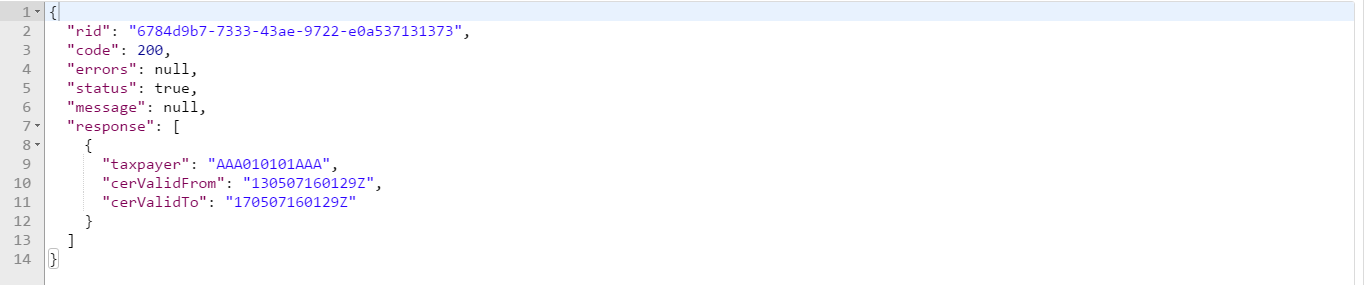 1 {
2 "rid": "6784d9b7-7333-43ae-9722-e0a537131373",
3 "code": 200,
4 "errors": null,
5 "status": true,
6 "message": null,
7 "response": [
8 {
9 "taxpayer": "AAA010101AAA",
10 "cerValidFrom": "130507160129Z",
11 "cerValidTo": "170507160129Z"
12 }
13 ]
14 }